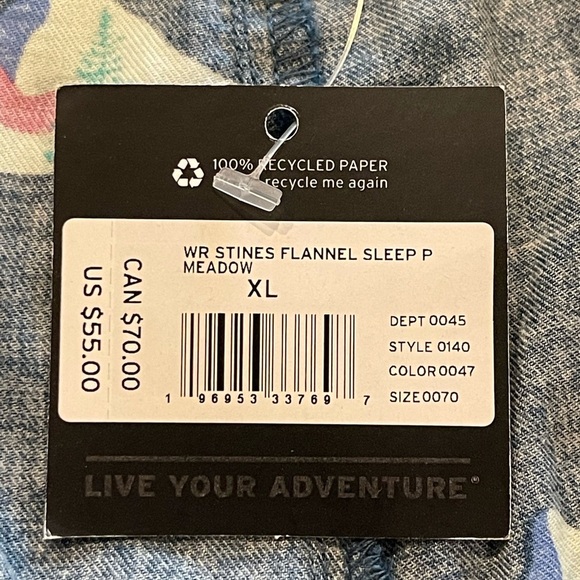 100% RECYCLED PAPER
recycle me again
WR STINES FLANNEL SLEEP P
MEADOW
XL
CAN $70.00
US $55.00
DEPT 0045
STYLE 0140
COLOR 0047
SIZE 0070
1 96953 33769 7
LIVE YOUR ADVENTURE®